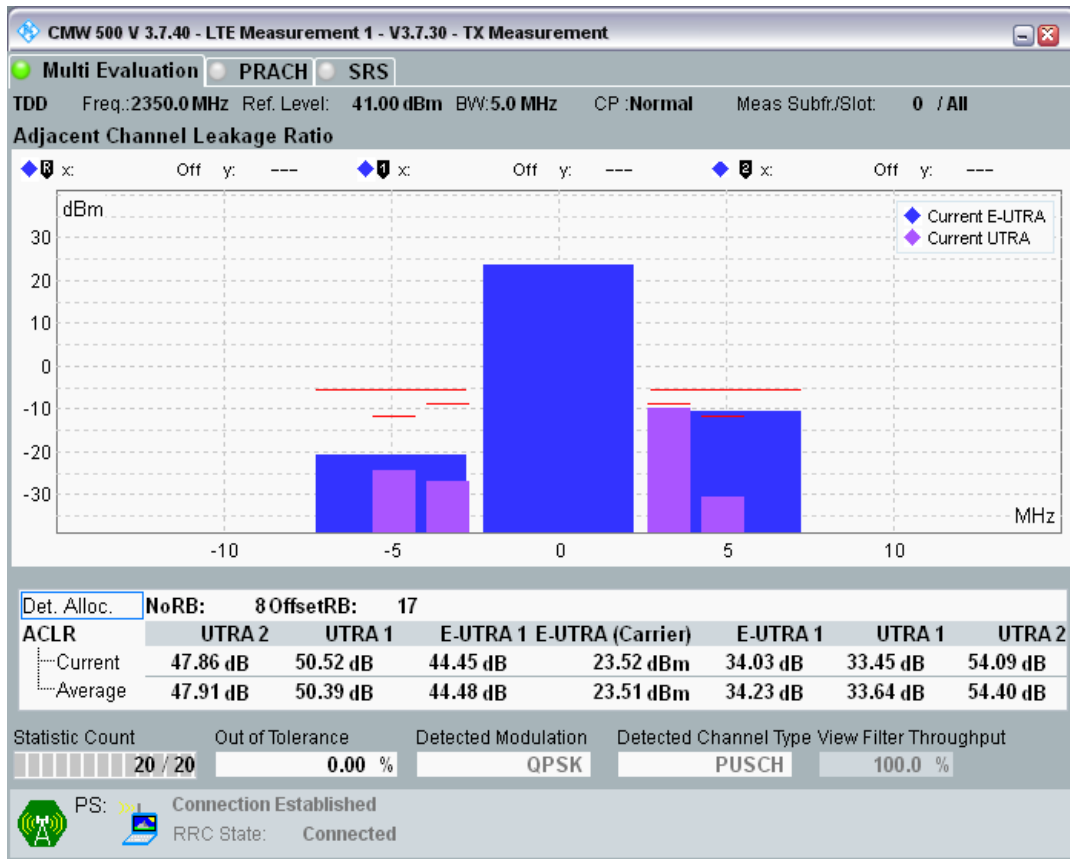 CMW 500 V 3.7.40 - LTE Measurement 1 - V3.7.30 - TX Measurement
Multi Evaluation PRACH SRS
TDD Freq.:2350.0 MHz Ref. Level: 41.00 dBm BW:5.0 MHz CP :Normal Meas Subfr./Slot: 0 / All
Adjacent Channel Leakage Ratio
R x: Off y: --- 1 x: Off y: --- 2 x: Off y: ---
dBm
Current E-UTRA
Current UTRA
30
20
10
0
-10
-20
-30
MHz
-10 -5 0 5 10
Det. Alloc. NoRB: 8 OffsetRB: 17
ACLR UTRA 2 UTRA 1 E-UTRA 1 E-UTRA (Carrier) E-UTRA 1 UTRA 1 UTRA 2
Current 47.86 dB 50.52 dB 44.45 dB 23.52 dBm 34.03 dB 33.45 dB 54.09 dB
Average 47.91 dB 50.39 dB 44.48 dB 23.51 dBm 34.23 dB 33.64 dB 54.40 dB
Statistic Count Out of Tolerance Detected Modulation Detected Channel Type View Filter Throughput
20 / 20 0.00 % QPSK PUSCH 100.0 %
PS: Connection Established
RRC State: Connected